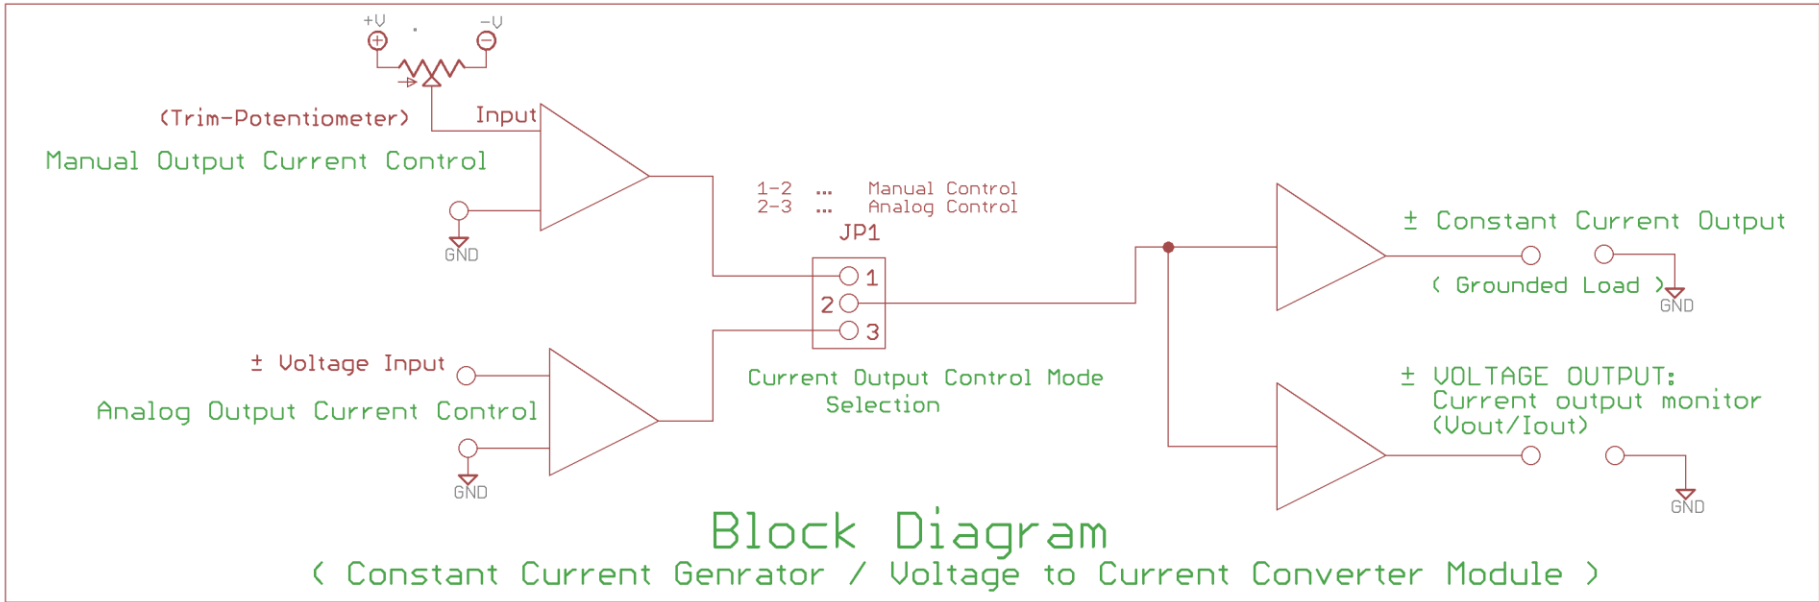 +V
-V
(Trim-Potentiometer)
Input
Manual Output Current Control
GND
1-2 ... Manual Control
2-3 ... Analog Control
JP1
1
2
3
± Constant Current Output
( Grounded Load )
GND
± Voltage Input
Analog Output Current Control
GND
Current Output Control Mode
Selection
± VOLTAGE OUTPUT:
Current output monitor
(Vout/Iout)
GND
Block Diagram
( Constant Current Genrator / Voltage to Current Converter Module )